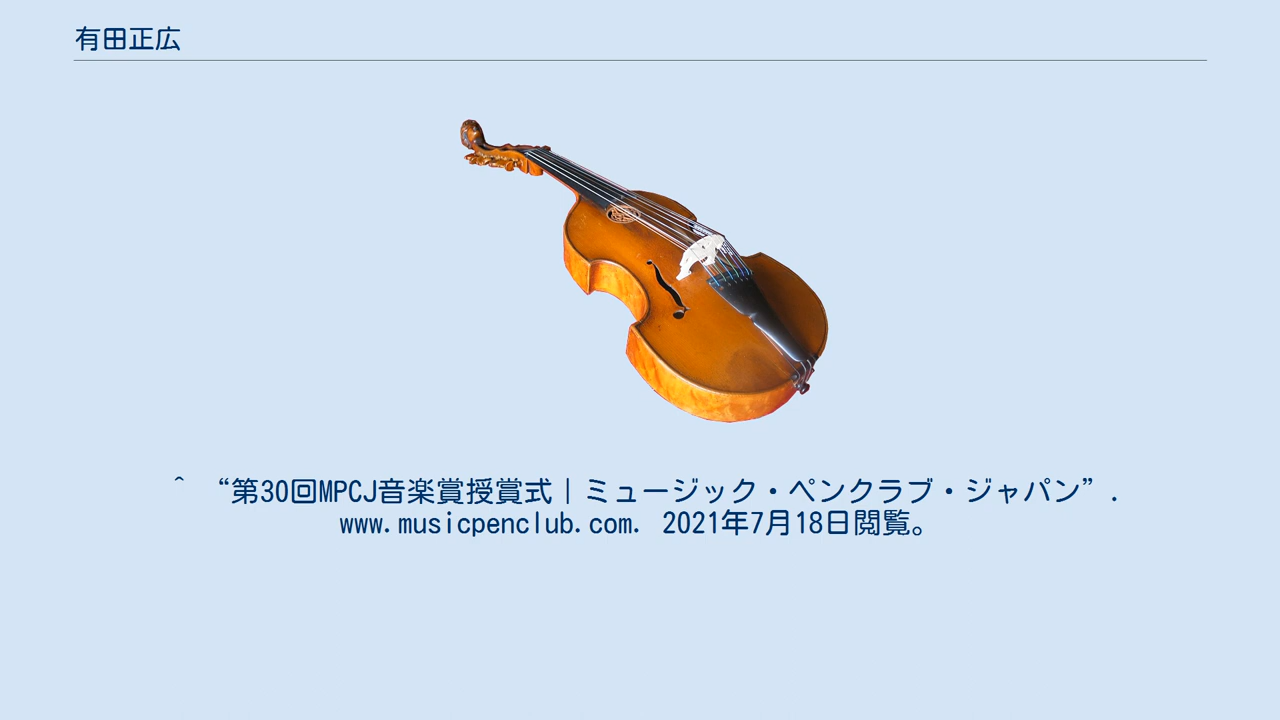 有田正広
^ “第30回MPCJ音楽賞授賞式｜ミュージック・ペンクラブ・ジャパン”.
www.musicpenclub.com. 2021年7月18日閲覧。